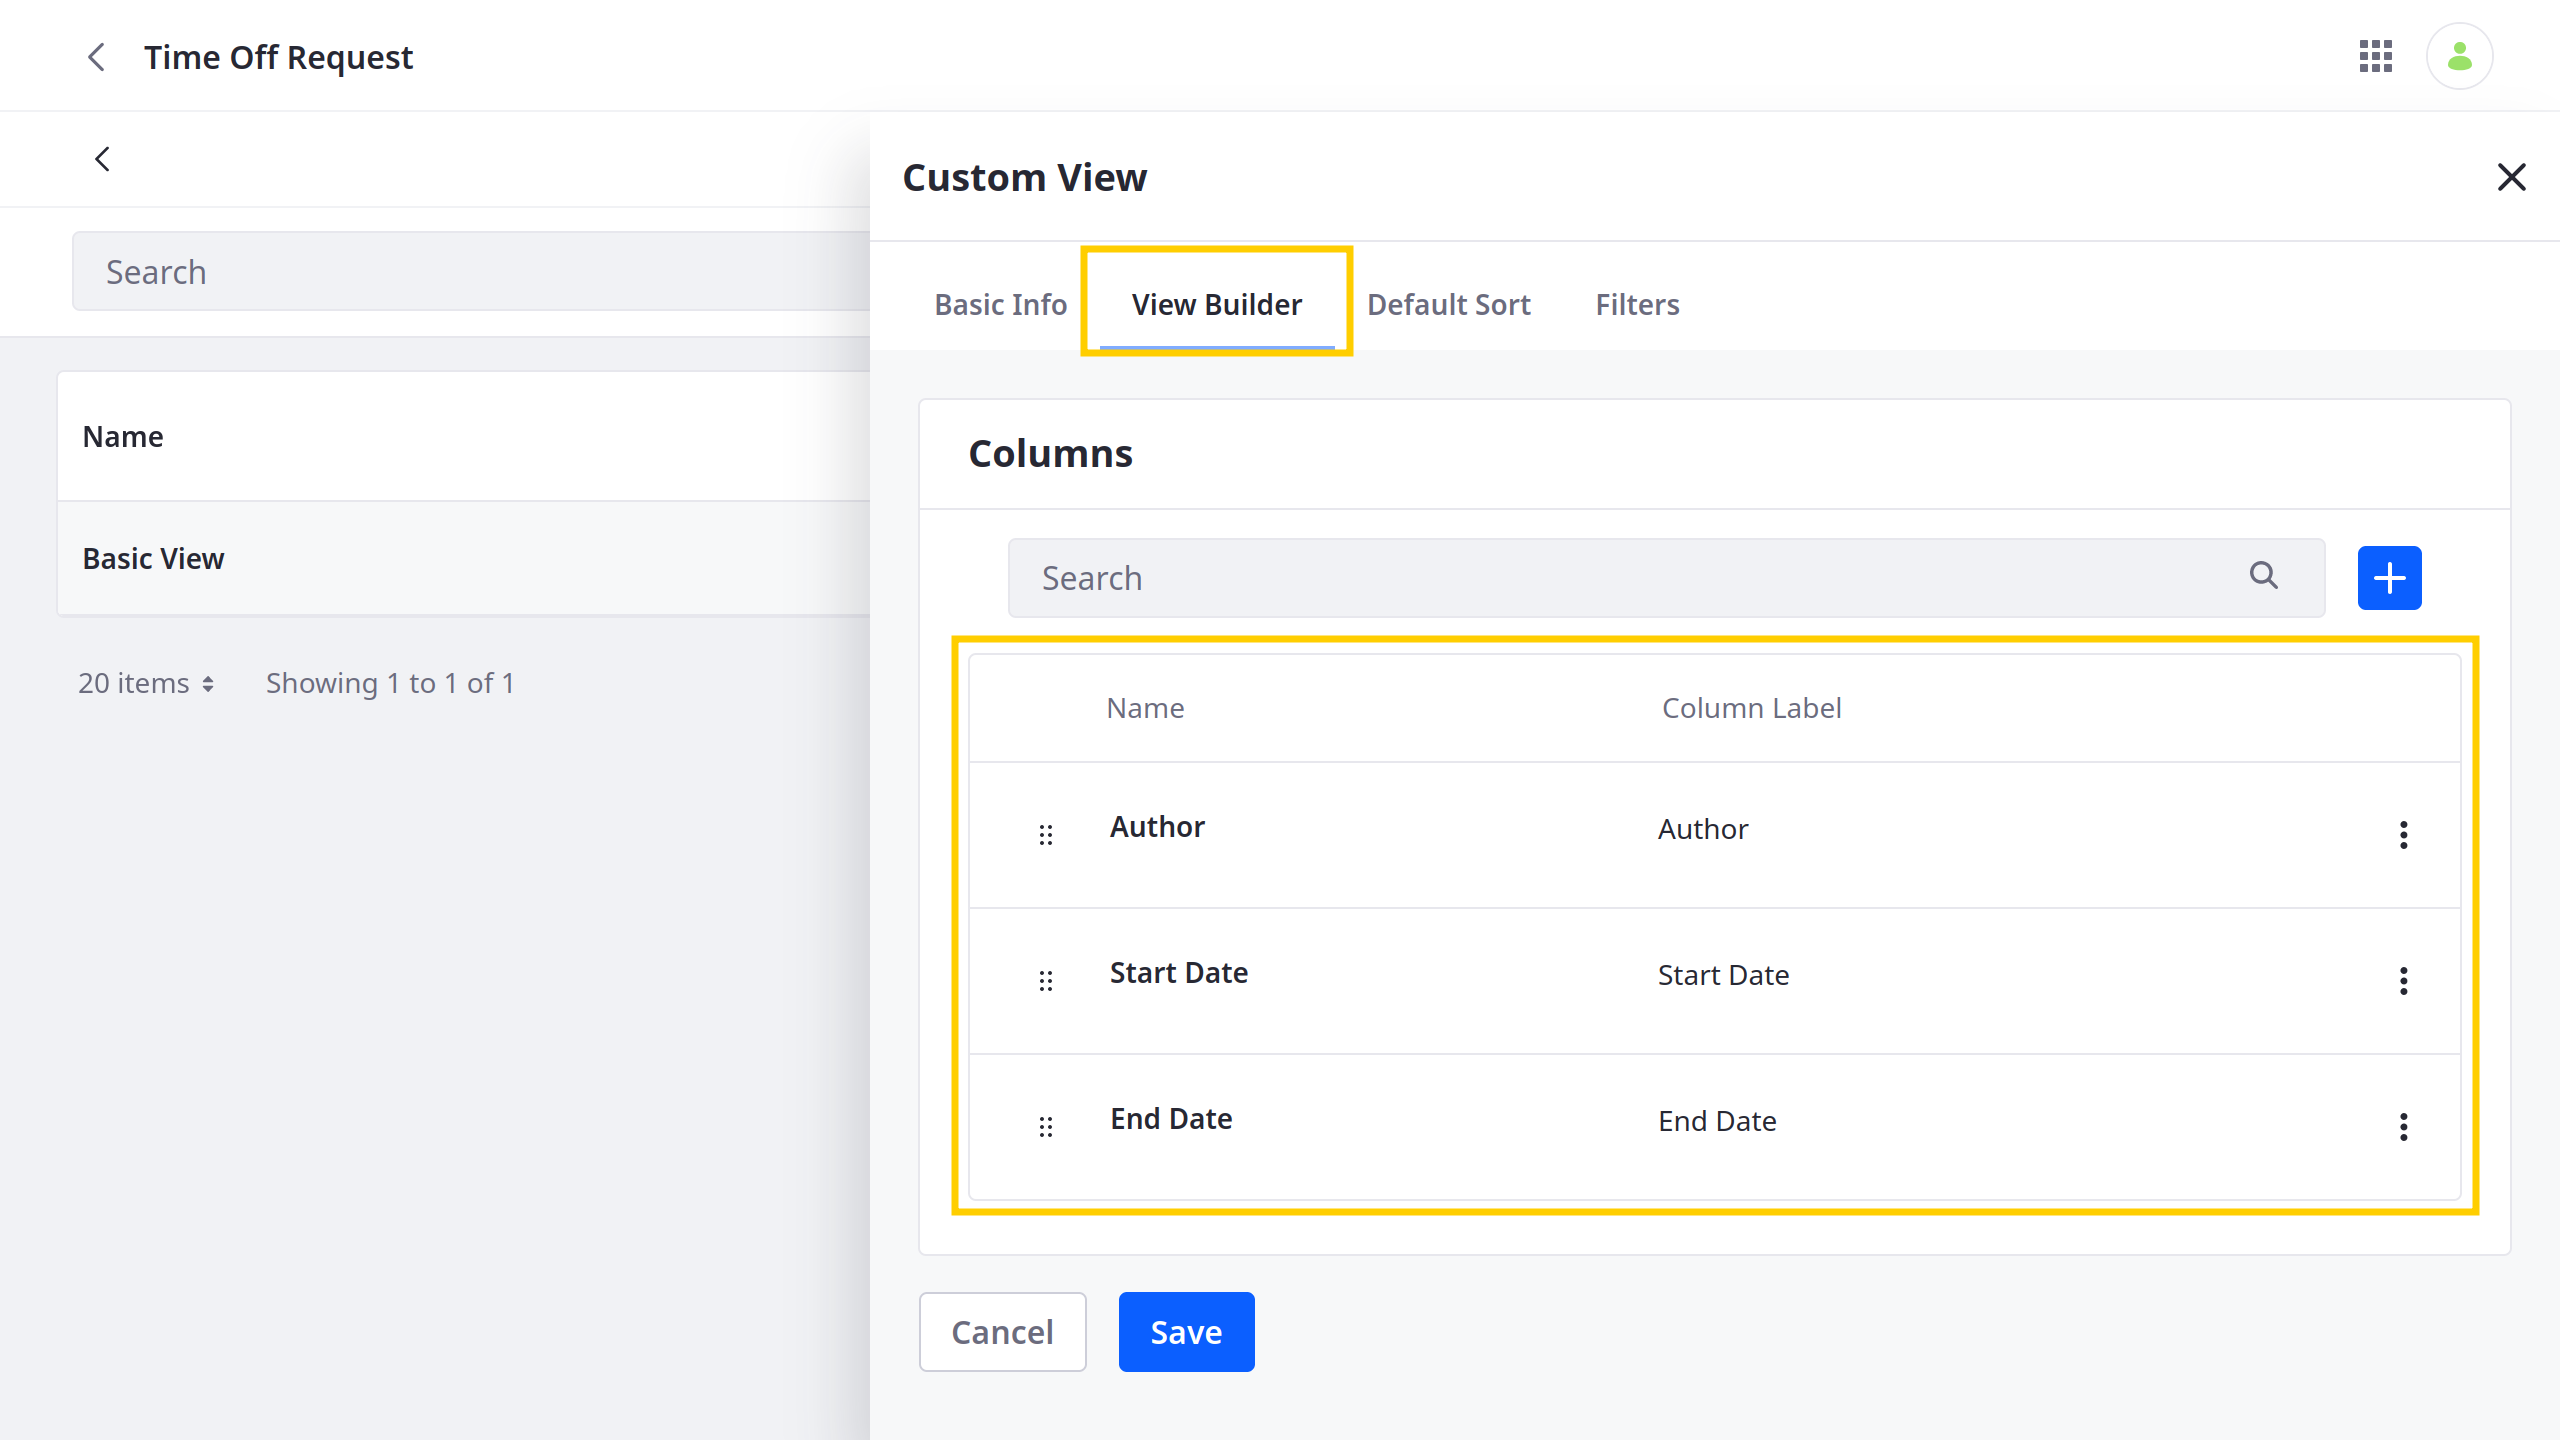 Time Off Request
Search
Name
Basic View
20 items Showing 1 to 1 of 1
Custom View
Basic Info View Builder Default Sort Filters
Columns
Search
Name Column Label
Author Author
Start Date Start Date
End Date End Date
Cancel Save